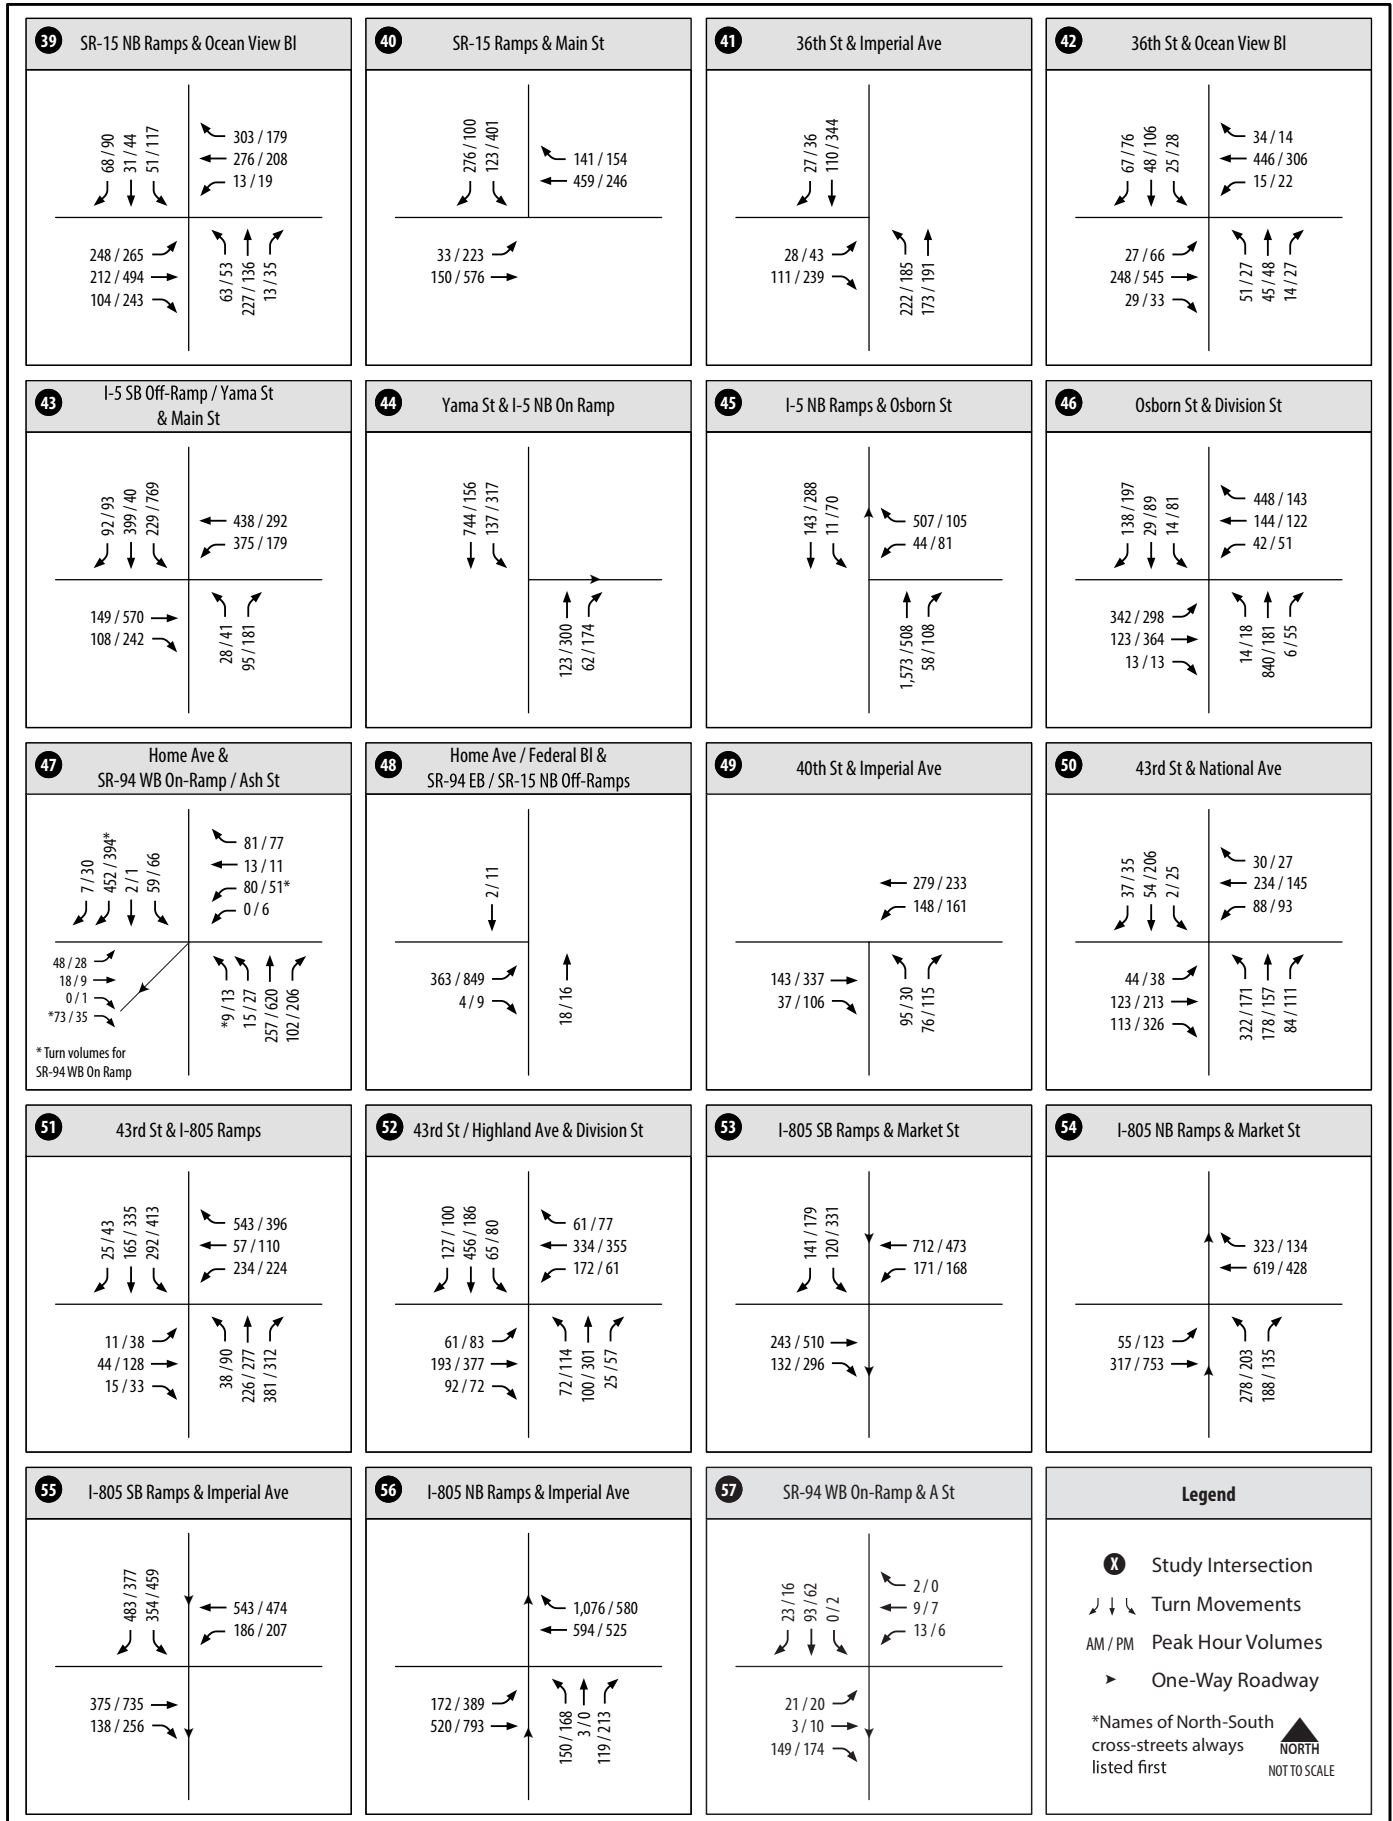 39 SR-15 NB Ramps & Ocean View Bl
68 / 90
31 / 44
51 / 117
303 / 179
276 / 208
13 / 19
248 / 265
212 / 494
104 / 243
63 / 53
227 / 136
13 / 35
40 SR-15 Ramps & Main St
276 / 100
123 / 401
141 / 154
459 / 246
33 / 223
150 / 576
41 36th St & Imperial Ave
27 / 36
110 / 344
28 / 43
111 / 239
222 / 185
173 / 191
42 36th St & Ocean View Bl
67 / 76
48 / 106
25 / 28
34 / 14
446 / 306
15 / 22
27 / 66
248 / 545
29 / 33
51 / 27
45 / 48
14 / 27
43 I-5 SB Off-Ramp / Yama St
& Main St
92 / 93
399 / 40
229 / 769
438 / 292
375 / 179
149 / 570
108 / 242
28 / 41
95 / 181
44 Yama St & I-5 NB On Ramp
744 / 156
137 / 317
123 / 300
62 / 174
45 I-5 NB Ramps & Osborn St
143 / 288
11 / 70
507 / 105
44 / 81
1,573 / 508
58 / 108
46 Osborn St & Division St
138 / 197
29 / 89
14 / 81
448 / 143
144 / 122
42 / 51
342 / 298
123 / 364
13 / 13
14 / 18
840 / 181
6 / 55
47 Home Ave &
SR-94 WB On-Ramp / Ash St
7 / 30
452 / 394*
2 / 1
59 / 66
81 / 77
13 / 11
80 / 51*
0 / 6
48 / 28
18 / 9
0 / 1
*73 / 35
*9 / 13
15 / 27
257 / 620
102 / 206
* Turn volumes for
SR-94 WB On Ramp
48 Home Ave / Federal Bl &
SR-94 EB / SR-15 NB Off-Ramps
2 / 11
363 / 849
4 / 9
18 / 16
49 40th St & Imperial Ave
279 / 233
148 / 161
143 / 337
37 / 106
95 / 30
76 / 115
50 43rd St & National Ave
37 / 35
54 / 206
2 / 25
30 / 27
234 / 145
88 / 93
44 / 38
123 / 213
113 / 326
322 / 171
178 / 157
84 / 111
51 43rd St & I-805 Ramps
25 / 43
165 / 335
292 / 413
543 / 396
57 / 110
234 / 224
11 / 38
44 / 128
15 / 33
38 / 90
226 / 277
381 / 312
52 43rd St / Highland Ave & Division St
127 / 100
456 / 186
65 / 80
61 / 77
334 / 355
172 / 61
61 / 83
193 / 377
92 / 72
72 / 114
100 / 301
25 / 57
53 I-805 SB Ramps & Market St
141 / 179
120 / 331
712 / 473
171 / 168
243 / 510
132 / 296
54 I-805 NB Ramps & Market St
323 / 134
619 / 428
55 / 123
317 / 753
278 / 203
188 / 135
55 I-805 SB Ramps & Imperial Ave
483 / 377
354 / 459
543 / 474
186 / 207
375 / 735
138 / 256
56 I-805 NB Ramps & Imperial Ave
1,076 / 580
594 / 525
172 / 389
520 / 793
150 / 168
3 / 0
119 / 213
57 SR-94 WB On-Ramp & A St
23 / 16
93 / 62
0 / 2
2 / 0
9 / 7
13 / 6
21 / 20
3 / 10
149 / 174
Legend
X Study Intersection
Turn Movements
AM / PM Peak Hour Volumes
One-Way Roadway
*Names of North-South
cross-streets always
listed first
NORTH
NOT TO SCALE